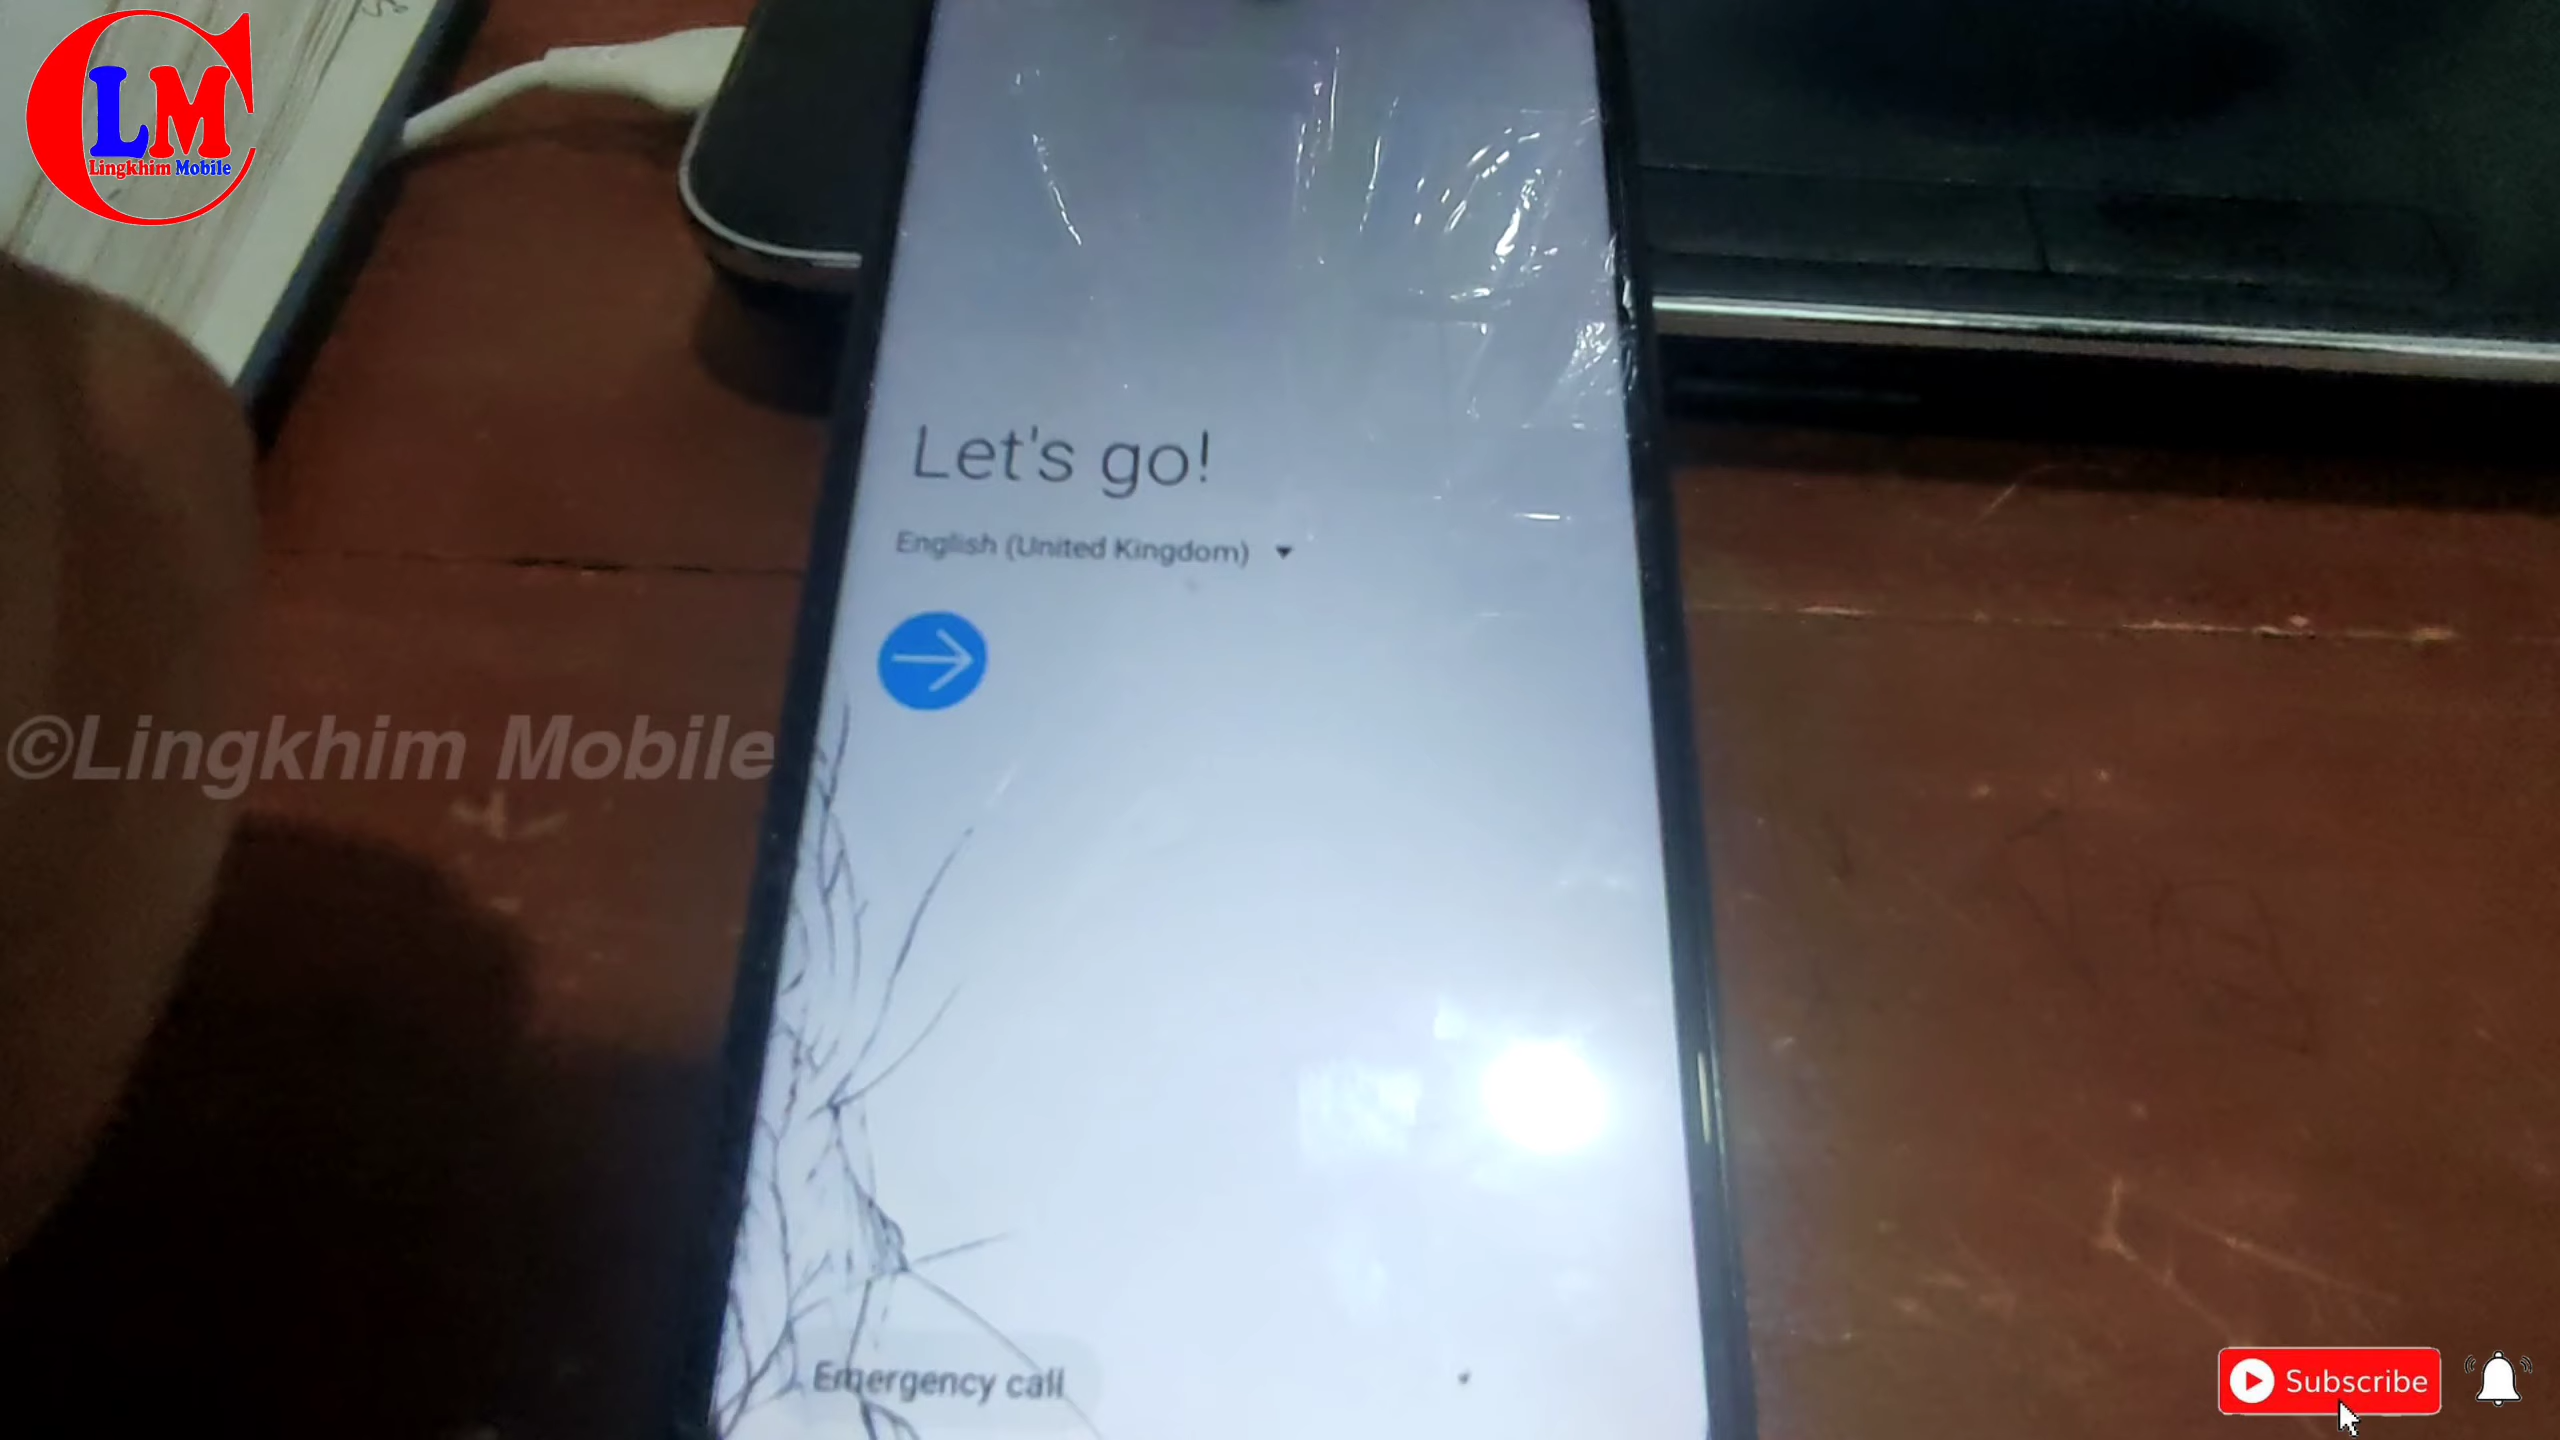 LM
Lingkhim Mobile
Let's go!
English (United Kingdom)
©Lingkhim Mobile
Emergency call
Subscribe